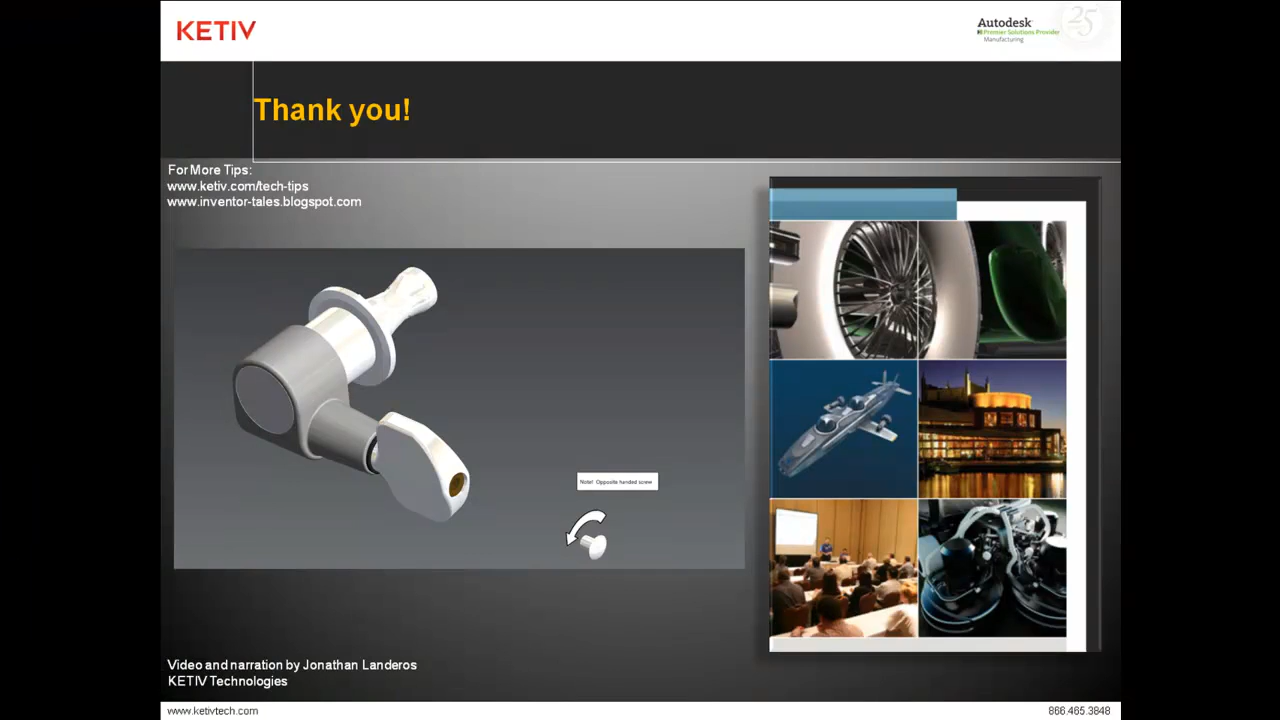 KETIV
Autodesk
Premier Solutions Provider
Manufacturing
25
Thank you!
For More Tips:
www.ketiv.com/tech-tips
www.inventor-tales.blogspot.com
Note! Opposite handed screw
Video and narration by Jonathan Landeros
KETIV Technologies
www.ketivtech.com
866.465.3848